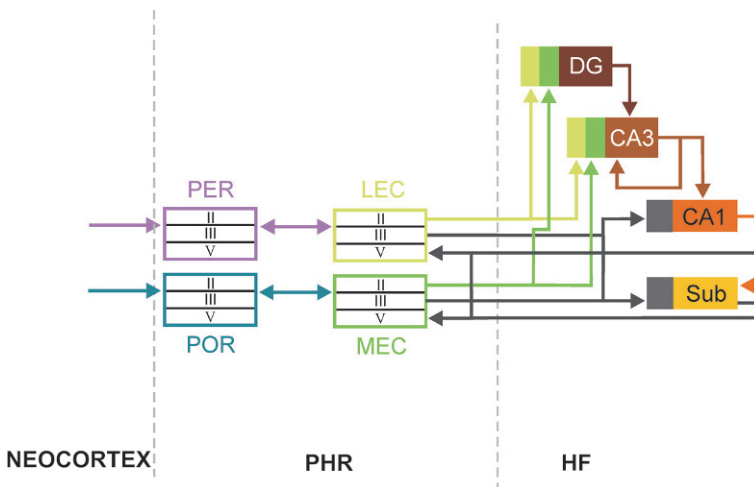 DG
CA3
PER
LEC
II
III
V
II
III
V
CA1
II
III
V
II
III
V
Sub
POR
MEC
NEOCORTEX
PHR
HF